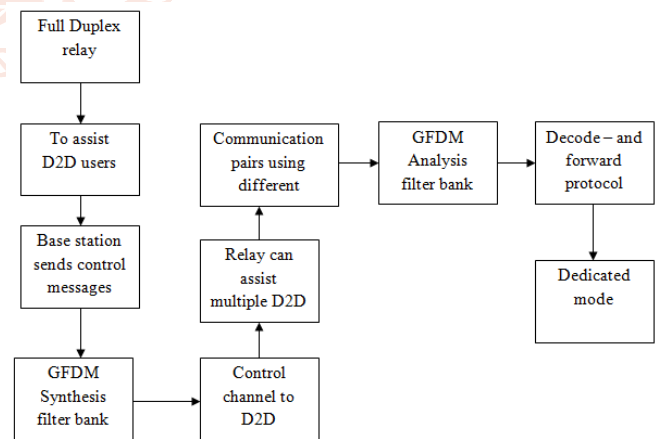 Full Duplex
relay
To assist
D2D users
Base station
sends control
messages
GFDM
Synthesis
filter bank
Control
channel to
D2D
Relay can
assist
multiple D2D
Communication
pairs using
different
GFDM
Analysis
filter bank
Decode – and
forward
protocol
Dedicated
mode